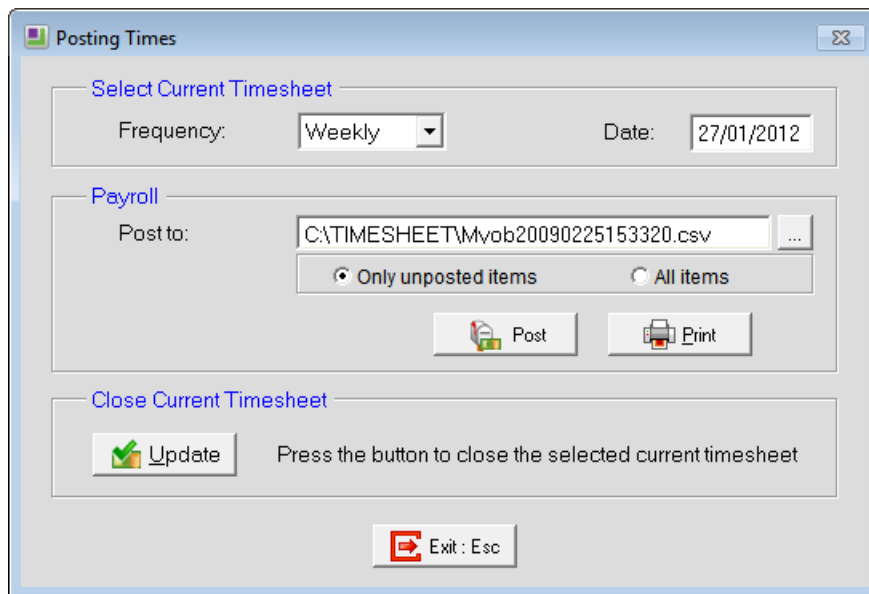 Posting Times
Select Current Timesheet
Frequency: Weekly Date: 27/01/2012
Payroll
Post to: C:\TIMESHEET\Myob20090225153320.csv ...
Only unposted items All items
Post Print
Close Current Timesheet
Update Press the button to close the selected current timesheet
Exit : Esc